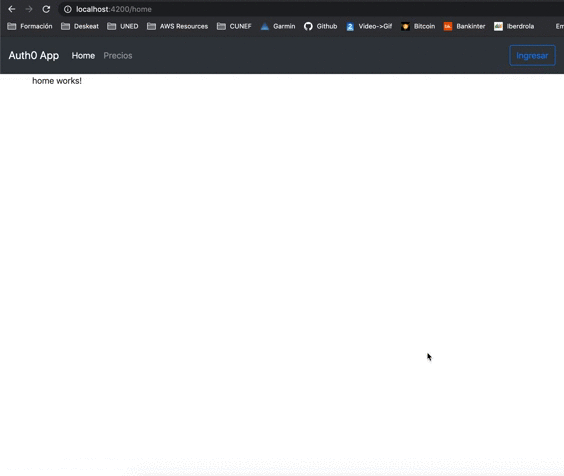 localhost:4200/home
Formación Deskeat UNED AWS Resources CUNEF Garmin Github Video->Gif Bitcoin Bankinter Iberdrola Em
Auth0 App Home Precios Ingresar
home works!